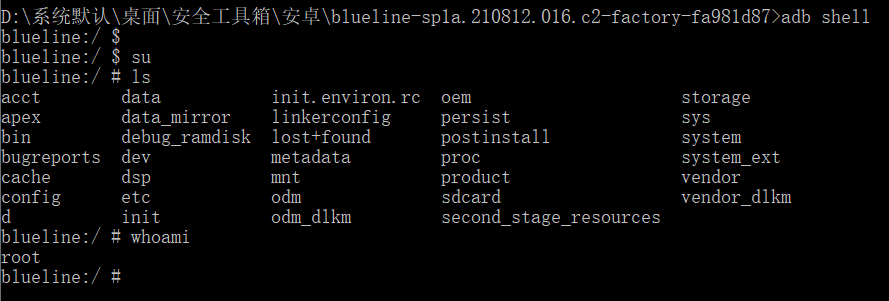 D:\系统默认\桌面\安全工具箱\安卓\blueline-spla.210812.016.c2-factory-fa981d87>adb shell
blueline:/ $
blueline:/ $ su
blueline:/ # ls
acct data init.environ.rc oem storage
apex data_mirror linkerconfig persist sys
bin debug_ramdisk lost+found postinstall system
bugreports dev metadata proc system_ext
cache dsp mnt product vendor
config etc odm sdcard vendor_dlkm
d init odm_dlkm second_stage_resources
blueline:/ # whoami
root
blueline:/ #